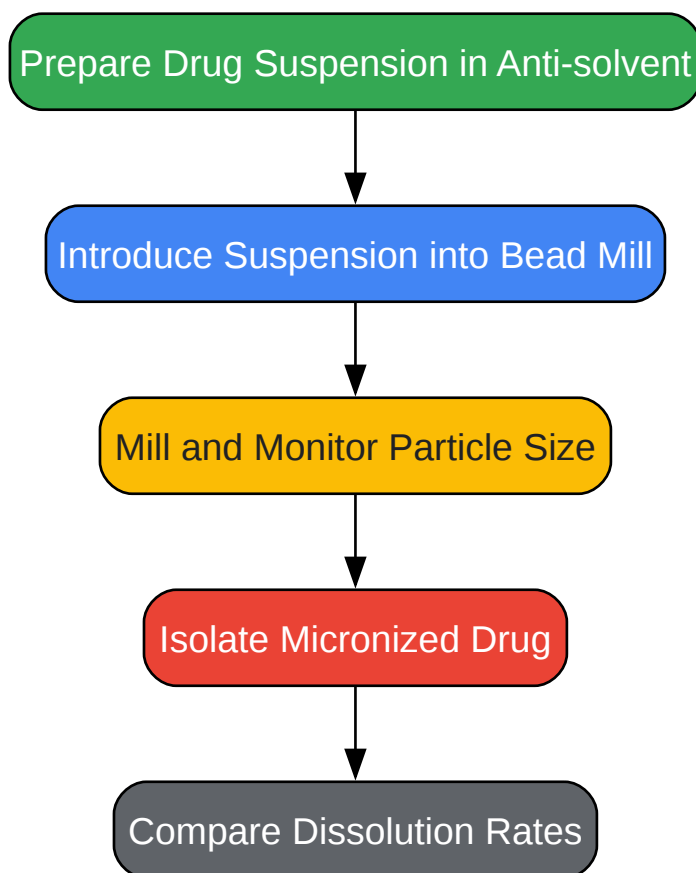 Prepare Drug Suspension in Anti-solvent
Introduce Suspension into Bead Mill
Mill and Monitor Particle Size
Isolate Micronized Drug
Compare Dissolution Rates